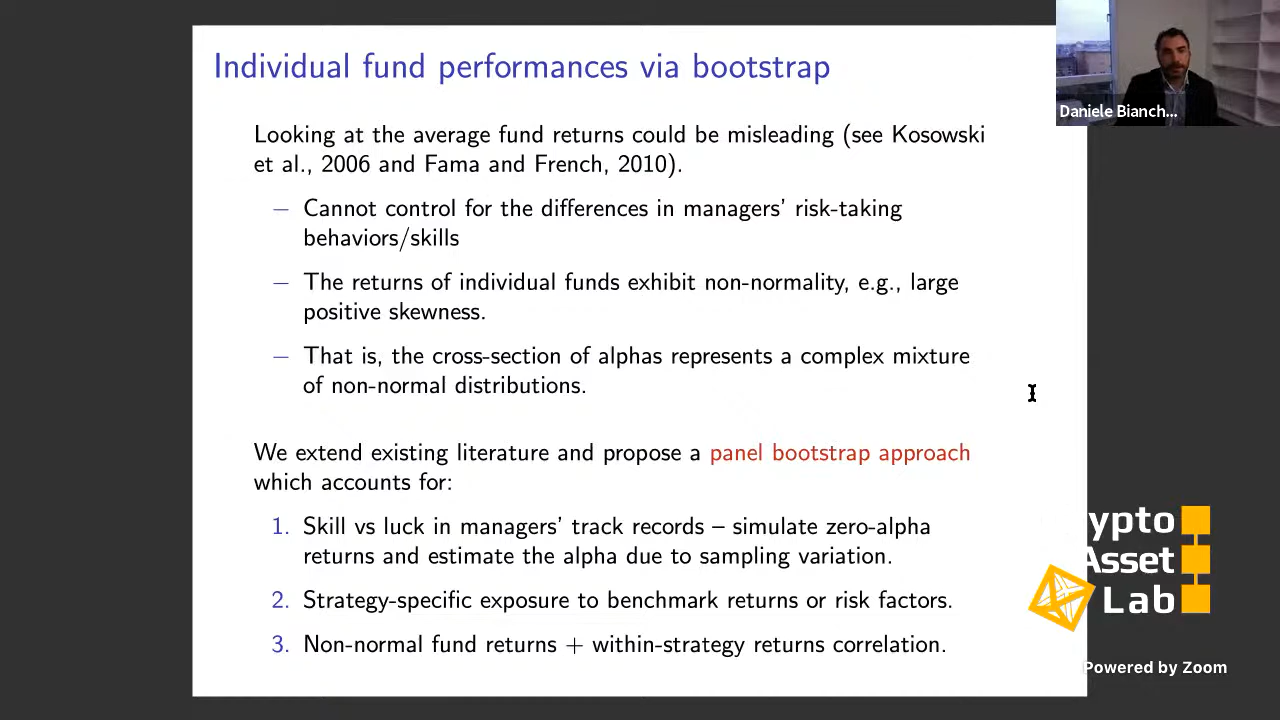 Individual fund performances via bootstrap
Looking at the average fund returns could be misleading (see Kosowski
et al., 2006 and Fama and French, 2010).
– Cannot control for the differences in managers' risk-taking
behaviors/skills
– The returns of individual funds exhibit non-normality, e.g., large
positive skewness.
– That is, the cross-section of alphas represents a complex mixture
of non-normal distributions.
We extend existing literature and propose a panel bootstrap approach
which accounts for:
1. Skill vs luck in managers' track records – simulate zero-alpha
returns and estimate the alpha due to sampling variation.
2. Strategy-specific exposure to benchmark returns or risk factors.
3. Non-normal fund returns + within-strategy returns correlation.
Daniele Bianch...
ypto
Asset
Lab
Powered by Zoom